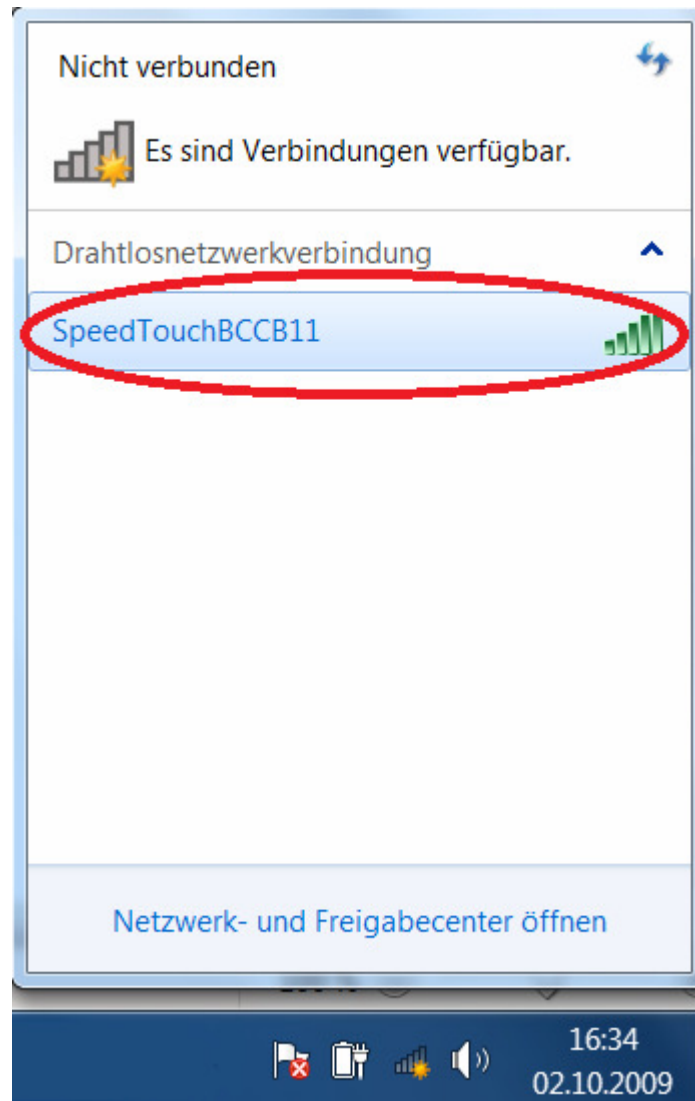 Nicht verbunden
Es sind Verbindungen verfügbar.
Drahtlosnetzwerkverbindung
SpeedTouchBCCB11
Netzwerk- und Freigabecenter öffnen
16:34
02.10.2009